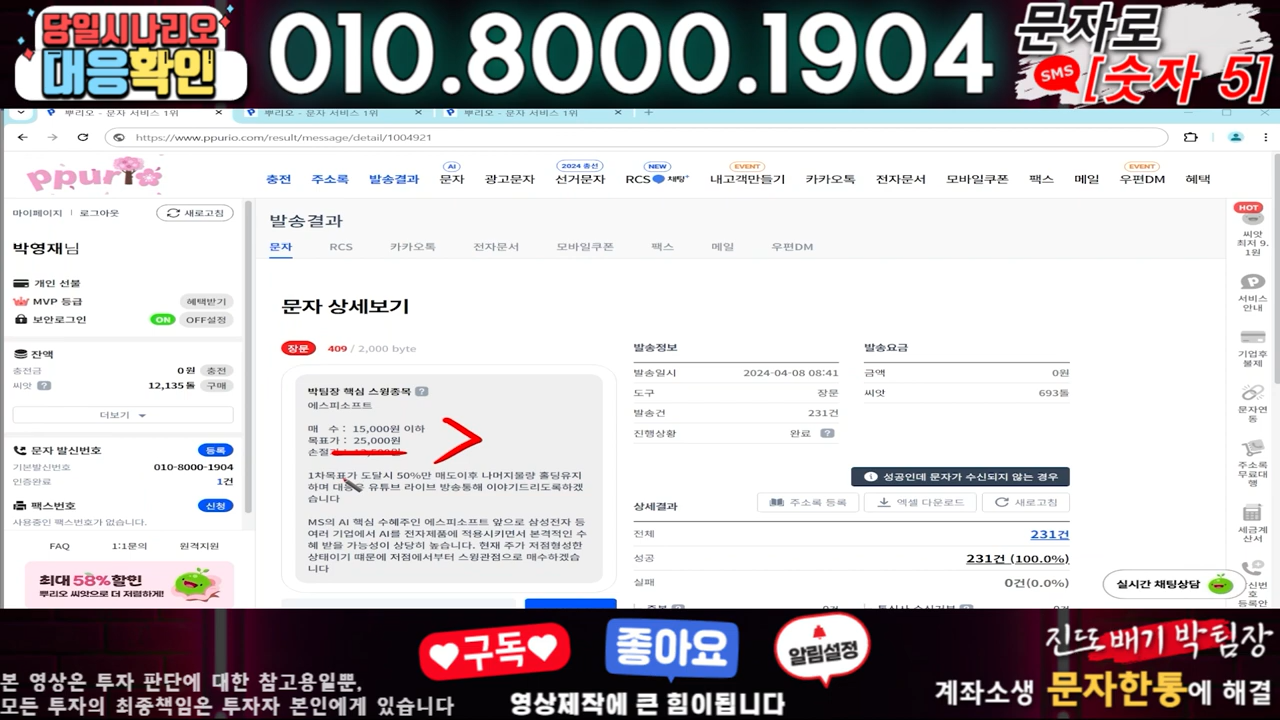 당일시나리오
대응확인
010.8000.1904
문자로
SMS
[숫자 5]
뿌리오 - 문자 서비스 1위
뿌리오 - 문자 서비스 1위
뿌리오 - 문자 서비스 1위
https://www.ppurio.com/result/message/detail/1004921
ppurio
충전
주소록
발송결과
AI
문자
광고문자
2024 총선
선거문자
NEW
RCS 채팅+
EVENT
내고객만들기
카카오톡
전자문서
모바일쿠폰
팩스
메일
EVENT
우편DM
혜택
마이페이지 | 로그아웃
새로고침
박영재님
개인 선불
MVP 등급
혜택받기
보안로그인
ON
OFF설정
잔액
충전금 0원 충전
씨앗 ? 12,135톨 구매
더보기
문자 발신번호 등록
기본발신번호 010-8000-1904
인증완료 1건
팩스번호 신청
사용중인 팩스번호가 없습니다.
FAQ 1:1문의 원격지원
최대 58%할인
뿌리오 씨앗으로 더 저렴하게!
발송결과
문자 RCS 카카오톡 전자문서 모바일쿠폰 팩스 메일 우편DM
문자 상세보기
장문 409 / 2,000 byte
박팀장 핵심 스윙종목 ?
에스피소프트
매 수 : 15,000원 이하
목표가 : 25,000원
1차목표가 도달시 50%만 매도이후 나머지물량 홀딩유지
유튜브 라이브 방송통해 이야기드리도록하겠
습니다
MS의 AI 핵심 수혜주인 에스피소프트 앞으로 삼성전자 등
여러 기업에서 AI를 전자제품에 적용시키면서 본격적인 수
혜 받을 가능성이 상당히 높습니다. 현재 주가 저점형성한
상태이기 때문에 저점에서부터 스윙관점으로 매수하겠습
니다
발송정보
발송일시 2024-04-08 08:41
도구 장문
발송건 231건
진행상황 완료 ?
발송요금
금액 0원
씨앗 693톨
성공인데 문자가 수신되지 않는 경우
상세결과
주소록 등록
엑셀 다운로드
새로고침
전체 231건
성공 231건 (100.0%)
실패 0건(0.0%)
실시간 채팅상담
HOT
씨앗
최저 9.
1원
서비스
안내
기업후
불제
문자연
동
주소록
무료대
행
세금계
산서
등록안
본 영상은 투자 판단에 대한 참고용일뿐,
모든 투자의 최종책임은 투자자 본인에게 있습니다
구독
좋아요
알림설정
영상제작에 큰 힘이됩니다
진또배기 박팀장
계좌소생 문자한통에 해결